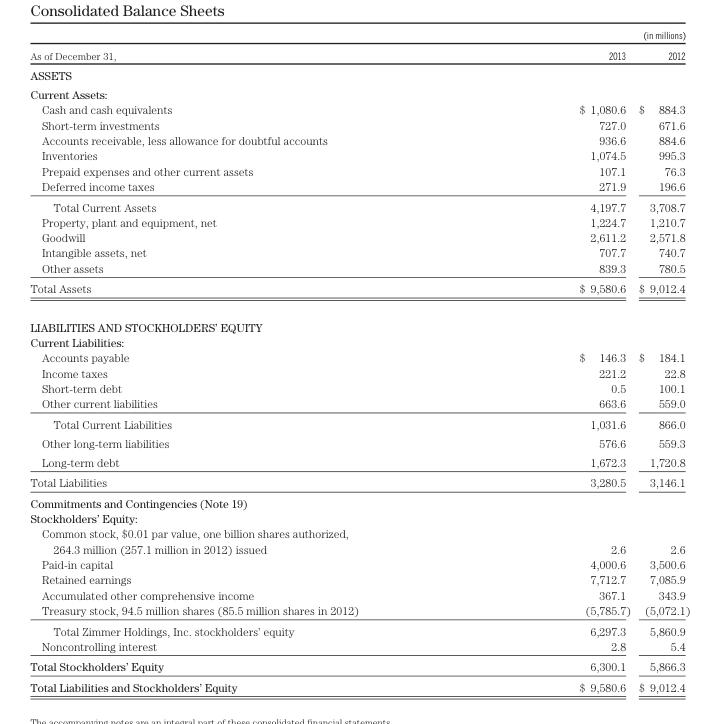 Consolidated Balance Sheets
(in millions)
As of December 31, 2013 2012
ASSETS
Current Assets:
Cash and cash equivalents $ 1,080.6 $ 884.3
Short-term investments 727.0 671.6
Accounts receivable, less allowance for doubtful accounts 936.6 884.6
Inventories 1,074.5 995.3
Prepaid expenses and other current assets 107.1 76.3
Deferred income taxes 271.9 196.6
Total Current Assets 4,197.7 3,708.7
Property, plant and equipment, net 1,224.7 1,210.7
Goodwill 2,611.2 2,571.8
Intangible assets, net 707.7 740.7
Other assets 839.3 780.5
Total Assets $ 9,580.6 $ 9,012.4
LIABILITIES AND STOCKHOLDERS' EQUITY
Current Liabilities:
Accounts payable $ 146.3 $ 184.1
Income taxes 221.2 22.8
Short-term debt 0.5 100.1
Other current liabilities 663.6 559.0
Total Current Liabilities 1,031.6 866.0
Other long-term liabilities 576.6 559.3
Long-term debt 1,672.3 1,720.8
Total Liabilities 3,280.5 3,146.1
Commitments and Contingencies (Note 19)
Stockholders' Equity:
Common stock, $0.01 par value, one billion shares authorized,
264.3 million (257.1 million in 2012) issued 2.6 2.6
Paid-in capital 4,000.6 3,500.6
Retained earnings 7,712.7 7,085.9
Accumulated other comprehensive income 367.1 343.9
Treasury stock, 94.5 million shares (85.5 million shares in 2012) (5,785.7) (5,072.1)
Total Zimmer Holdings, Inc. stockholders' equity 6,297.3 5,860.9
Noncontrolling interest 2.8 5.4
Total Stockholders' Equity 6,300.1 5,866.3
Total Liabilities and Stockholders' Equity $ 9,580.6 $ 9,012.4
The accompanying notes are an integral part of these consolidated financial statements.